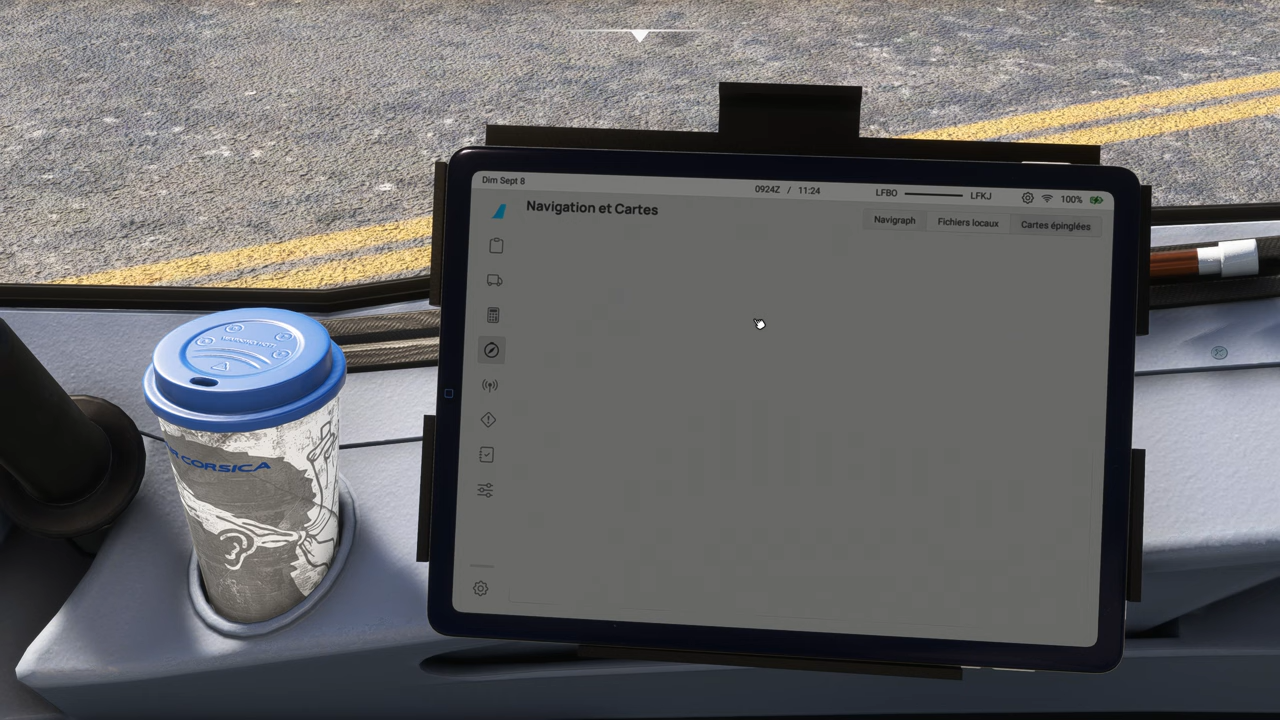 Dim Sept 8
0924Z / 11:24
LFBO
LFKJ
100%
Navigation et Cartes
Navigraph
Fichiers locaux
Cartes épinglées
CORSICA